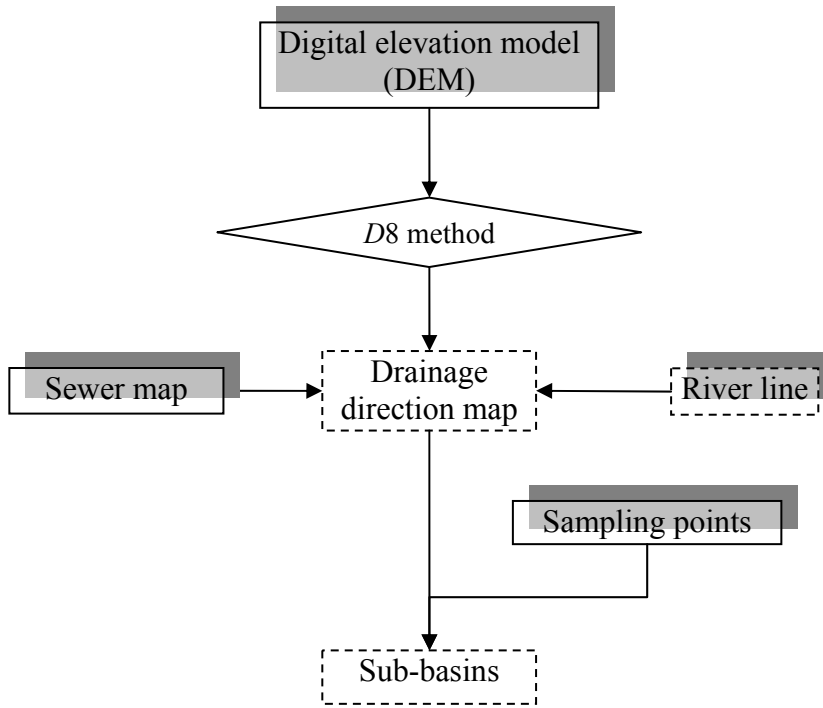 Digital elevation model
(DEM)
D8 method
Sewer map
Drainage
direction map
River line
Sampling points
Sub-basins